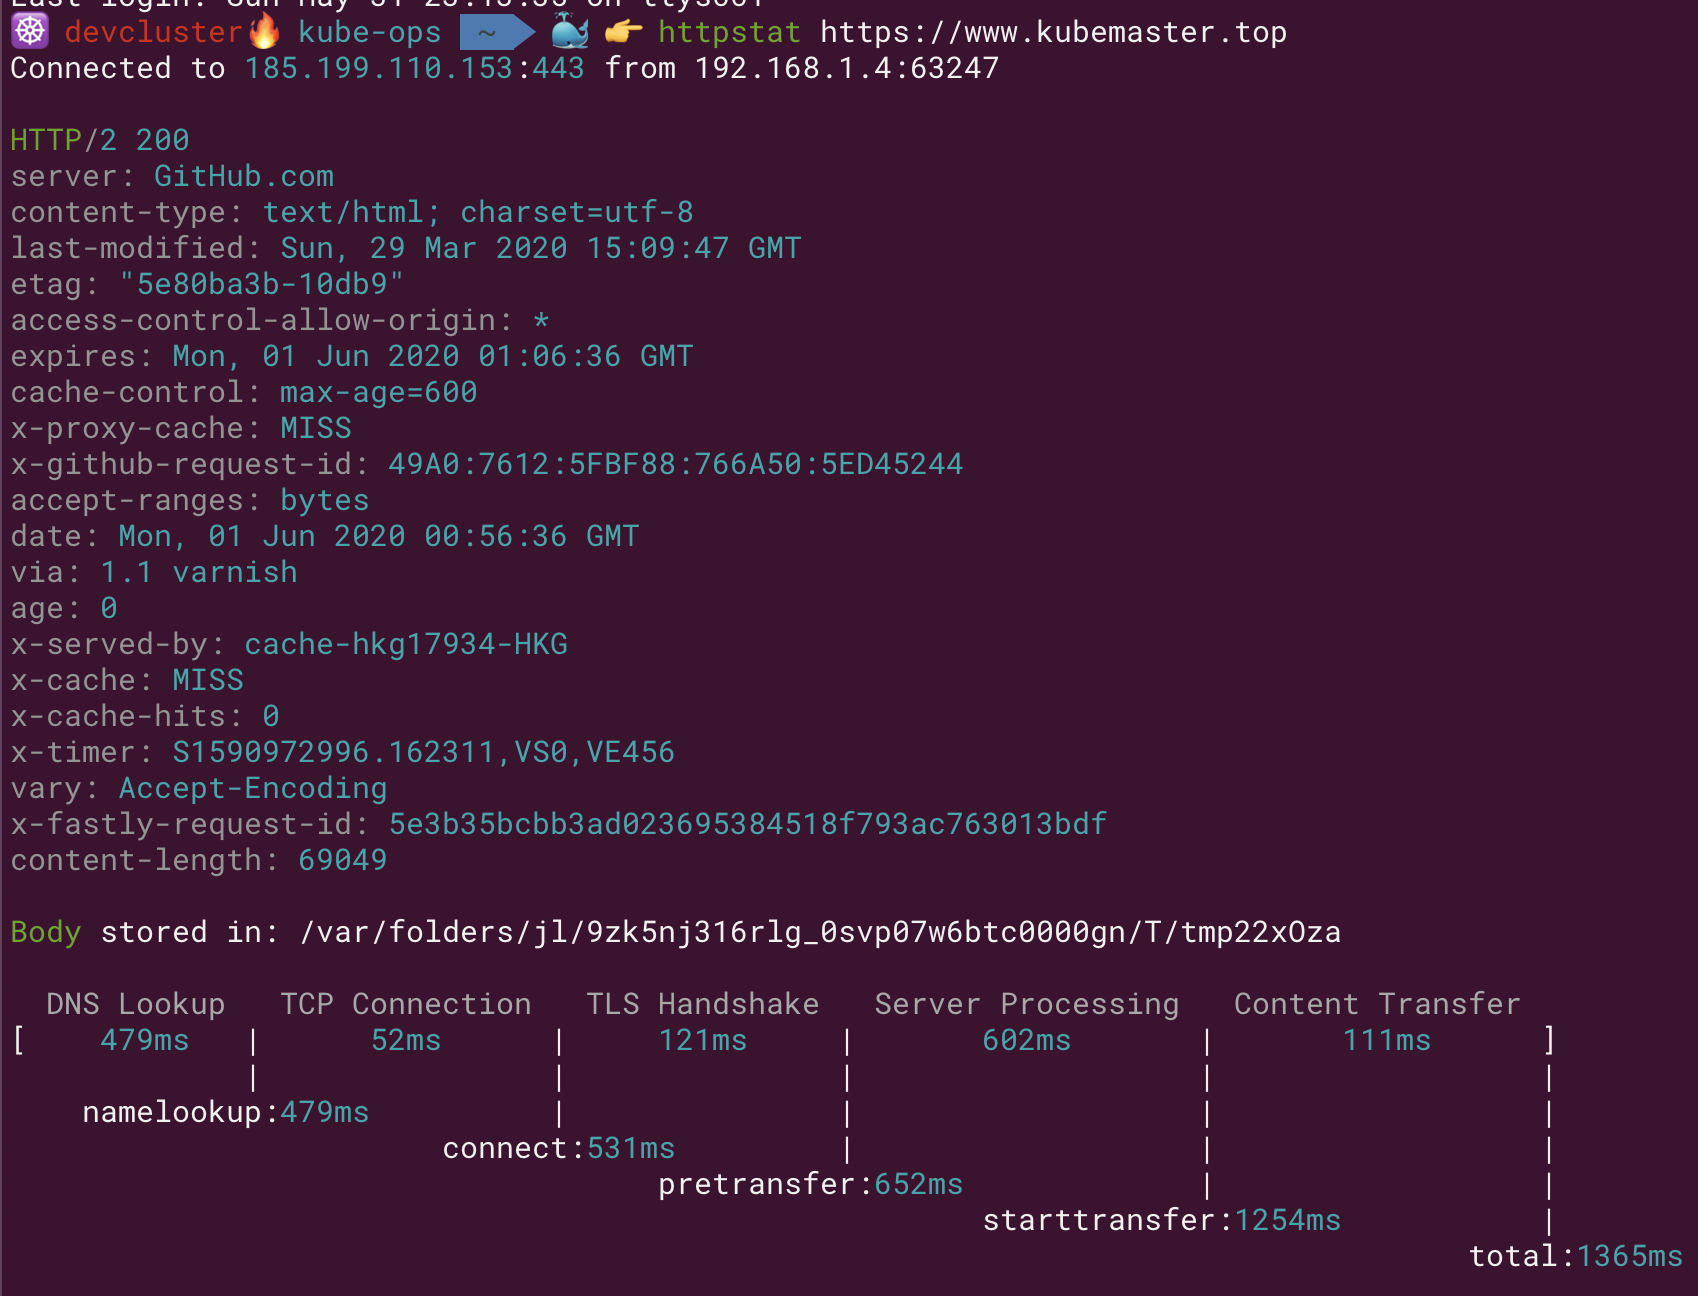 devcluster🔥 kube-ops ~ 🐳 👉 httpstat https://www.kubemaster.top
Connected to 185.199.110.153:443 from 192.168.1.4:63247
HTTP/2 200
server: GitHub.com
content-type: text/html; charset=utf-8
last-modified: Sun, 29 Mar 2020 15:09:47 GMT
etag: "5e80ba3b-10db9"
access-control-allow-origin: *
expires: Mon, 01 Jun 2020 01:06:36 GMT
cache-control: max-age=600
x-proxy-cache: MISS
x-github-request-id: 49A0:7612:5FBF88:766A50:5ED45244
accept-ranges: bytes
date: Mon, 01 Jun 2020 00:56:36 GMT
via: 1.1 varnish
age: 0
x-served-by: cache-hkg17934-HKG
x-cache: MISS
x-cache-hits: 0
x-timer: S1590972996.162311,VS0,VE456
vary: Accept-Encoding
x-fastly-request-id: 5e3b35bcbb3ad023695384518f793ac763013bdf
content-length: 69049
Body stored in: /var/folders/jl/9zk5nj316rlg_0svp07w6btc0000gn/T/tmp22xOza
DNS Lookup TCP Connection TLS Handshake Server Processing Content Transfer
[ 479ms | 52ms | 121ms | 602ms | 111ms ]
| | | | |
namelookup:479ms | | | |
connect:531ms | | |
pretransfer:652ms | |
starttransfer:1254ms |
total:1365ms